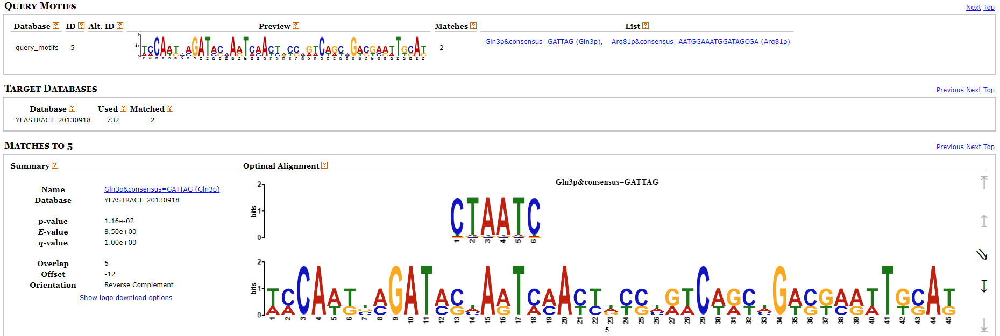 QUERY MOTIFS
Next Top
Database ? ID ? Alt. ID ? Preview ? Matches ? List ?
query_motifs 5 2 Gln3p&consensus=GATTAG (Gln3p), Arg81p&consensus=AATGGAAATGGATAGCGA (Arg81p)
TARGET DATABASES
Previous Next Top
Database ? Used ? Matched ?
YEASTRACT_20130918 732 2
MATCHES TO 5
Previous Next Top
Summary ?
Name Gln3p&consensus=GATTAG (Gln3p)
Database YEASTRACT_20130918
p-value 1.16e-02
E-value 8.50e+00
q-value 1.00e+00
Overlap 6
Offset -12
Orientation Reverse Complement
Show logo download options
Optimal Alignment ?
Gln3p&consensus=GATTAG
2
bits
1
0
CTAATC
1 2 3 4 5 6
2
bits
1
0
1 2 3 4 5 6 7 8 9 10 11 12 13 14 15 16 17 18 19 20 21 22 23 24 25 26 27 28 29 30 31 32 33 34 35 36 37 38 39 40 41 42 43 44 45
5